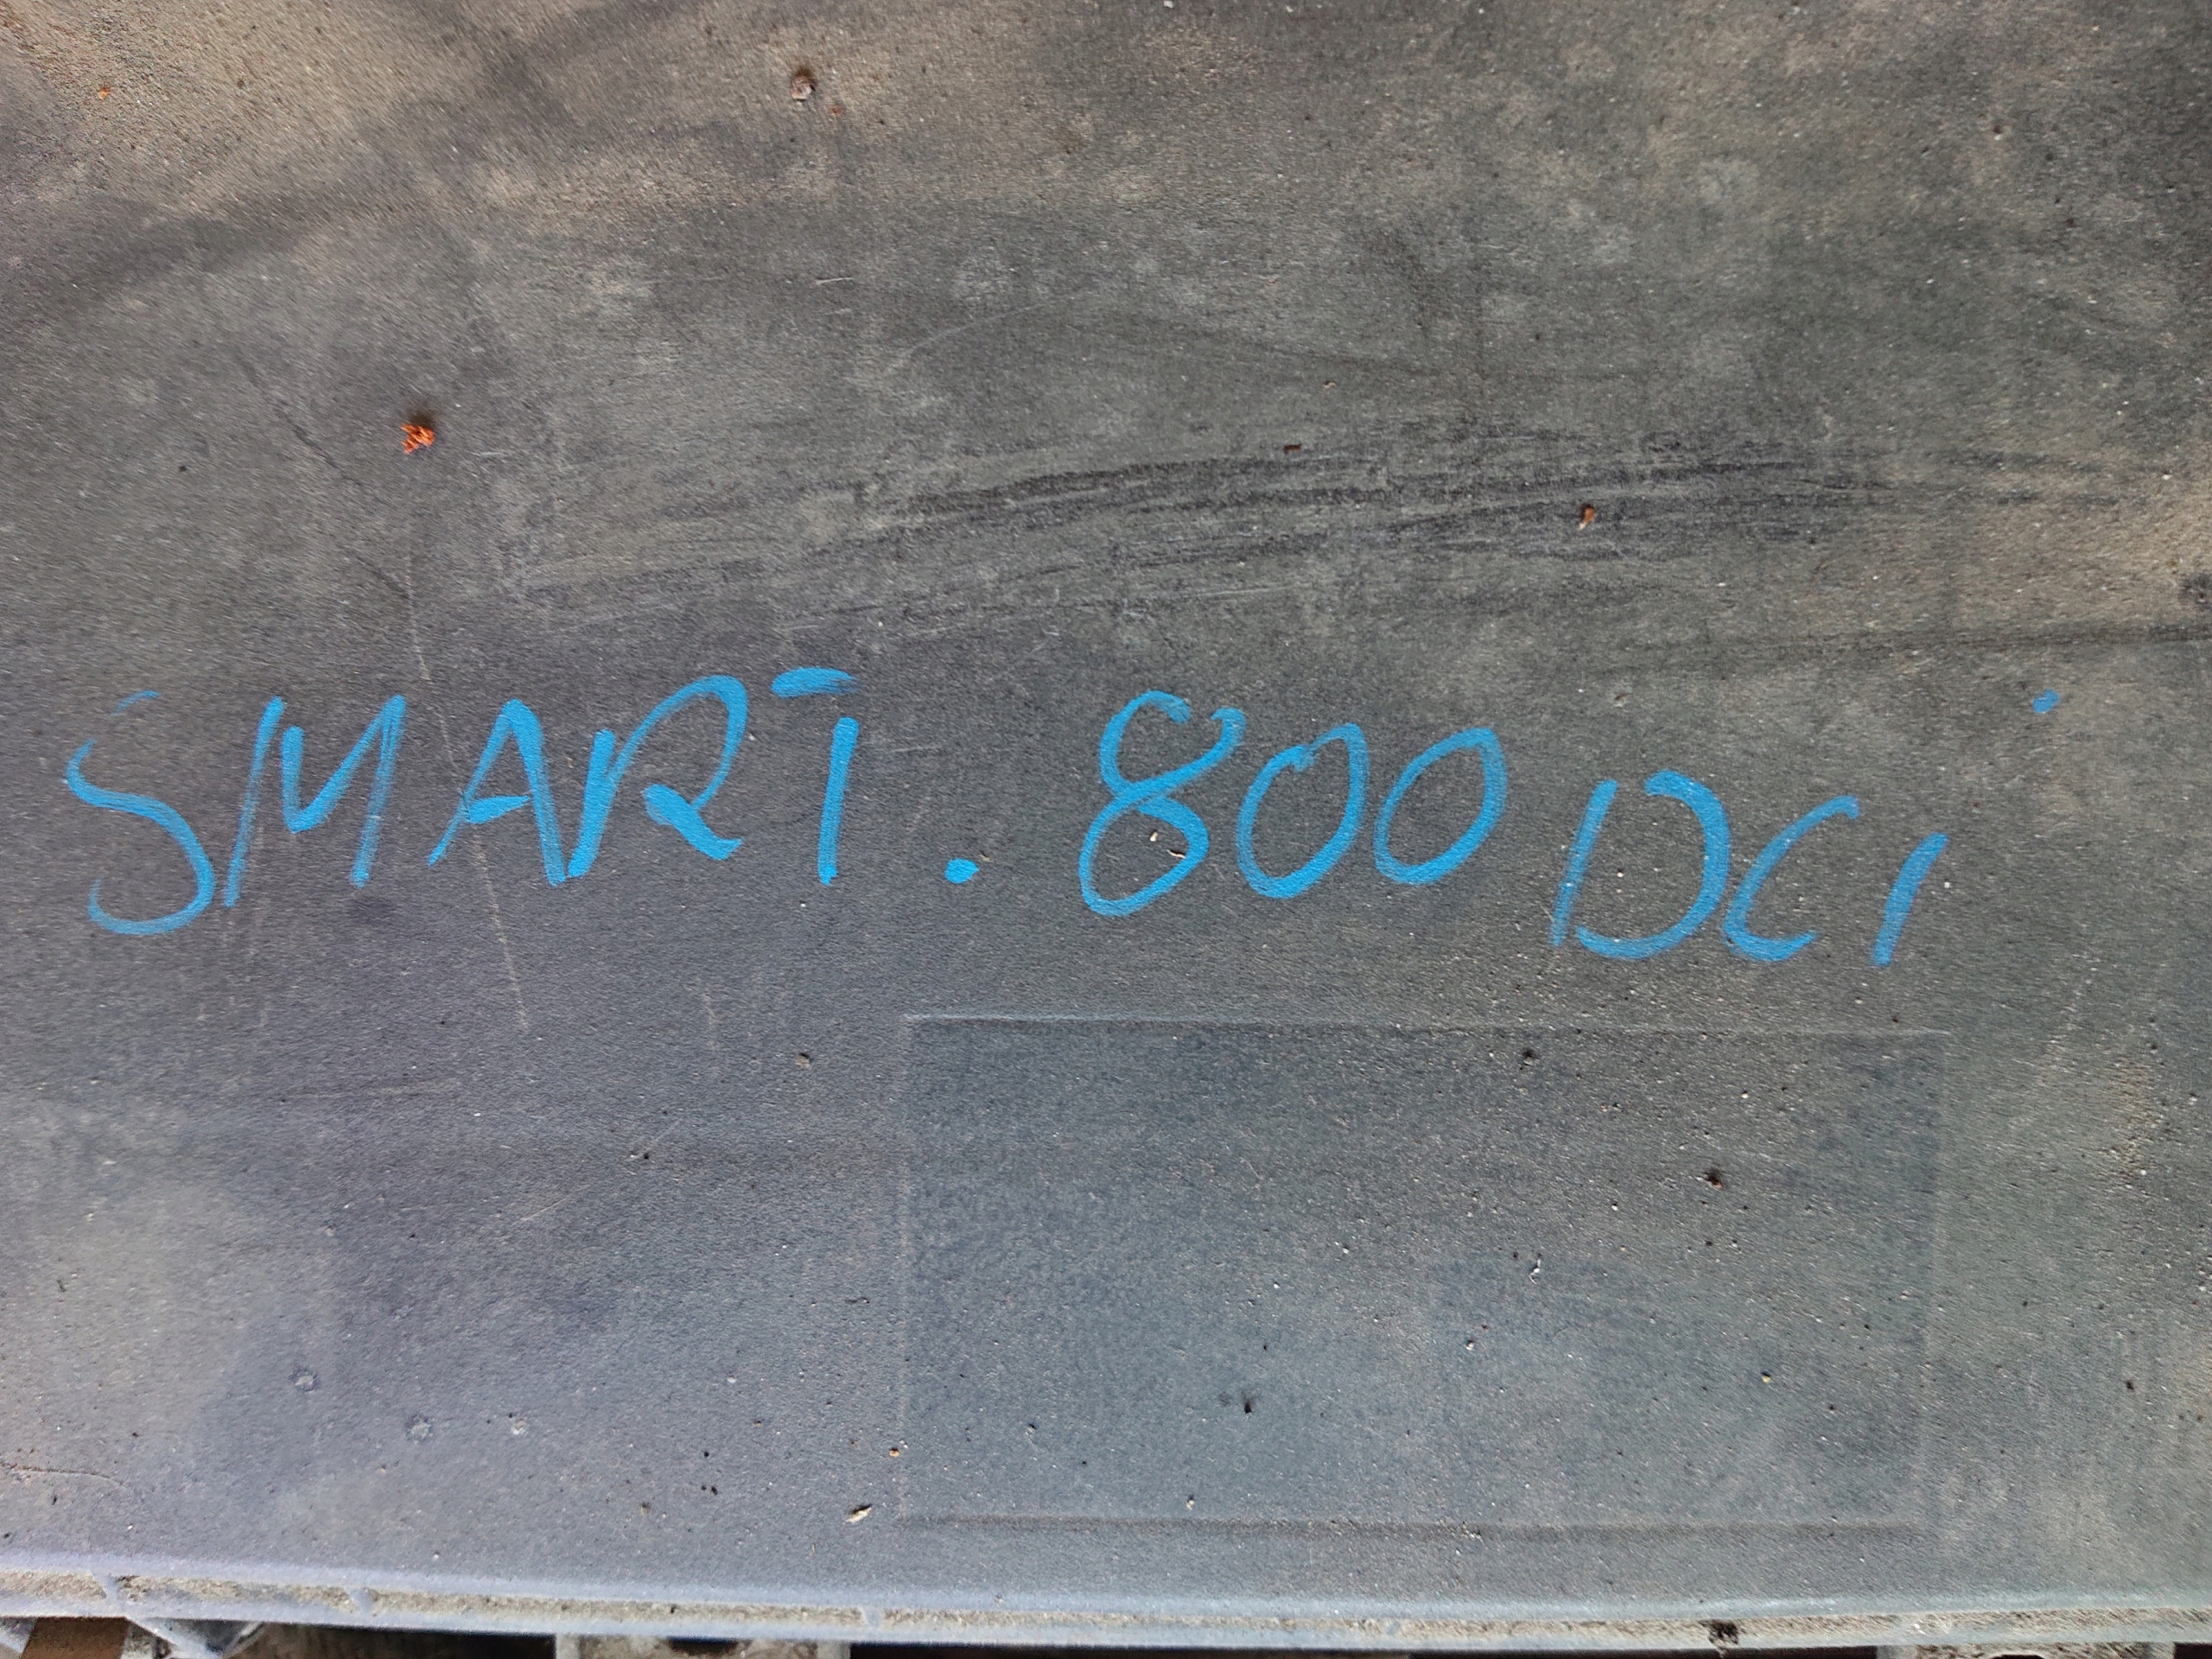 SMART. 800 DCi